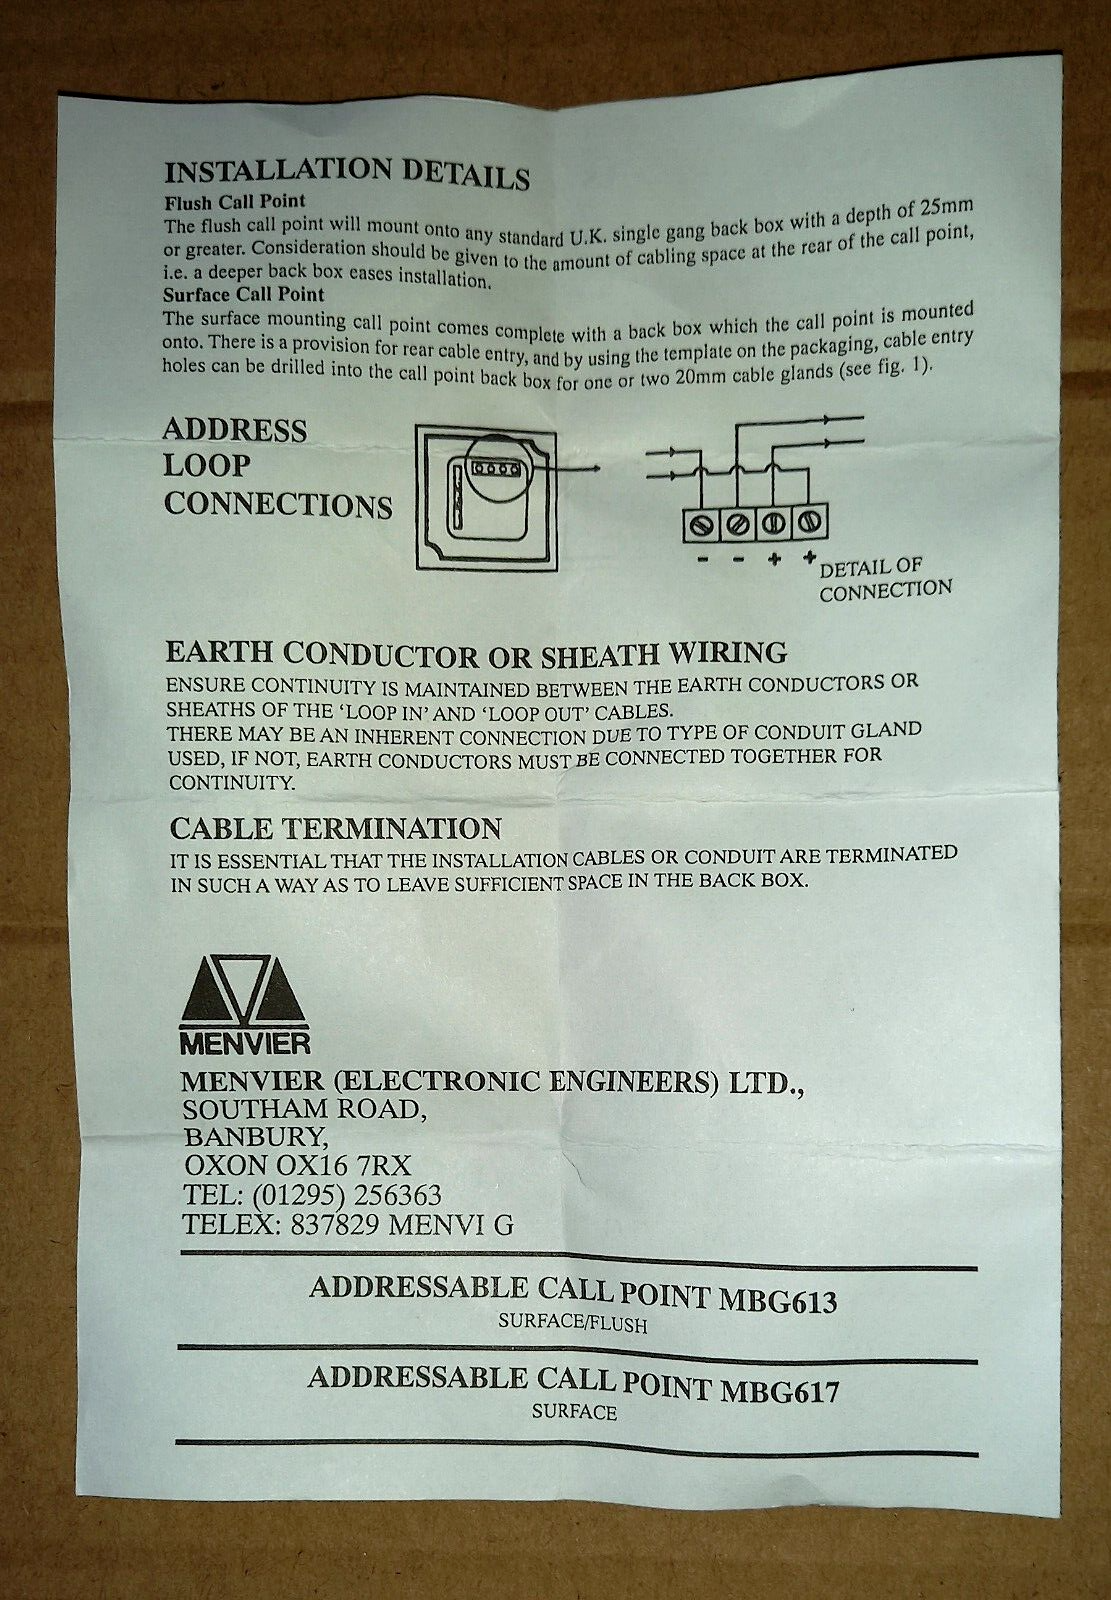 INSTALLATION DETAILS
Flush Call Point
The flush call point will mount onto any standard U.K. single gang back box with a depth of 25mm
or greater. Consideration should be given to the amount of cabling space at the rear of the call point,
i.e. a deeper back box eases installation.
Surface Call Point
The surface mounting call point comes complete with a back box which the call point is mounted
onto. There is a provision for rear cable entry, and by using the template on the packaging, cable entry
holes can be drilled into the call point back box for one or two 20mm cable glands (see fig. 1).
ADDRESS
LOOP
CONNECTIONS
- - + +
DETAIL OF
CONNECTION
EARTH CONDUCTOR OR SHEATH WIRING
ENSURE CONTINUITY IS MAINTAINED BETWEEN THE EARTH CONDUCTORS OR
SHEATHS OF THE ‘LOOP IN’ AND ‘LOOP OUT’ CABLES.
THERE MAY BE AN INHERENT CONNECTION DUE TO TYPE OF CONDUIT GLAND
USED, IF NOT, EARTH CONDUCTORS MUST BE CONNECTED TOGETHER FOR
CONTINUITY.
CABLE TERMINATION
IT IS ESSENTIAL THAT THE INSTALLATION CABLES OR CONDUIT ARE TERMINATED
IN SUCH A WAY AS TO LEAVE SUFFICIENT SPACE IN THE BACK BOX.
MENVIER
MENVIER (ELECTRONIC ENGINEERS) LTD.,
SOUTHAM ROAD,
BANBURY,
OXON OX16 7RX
TEL: (01295) 256363
TELEX: 837829 MENVI G
ADDRESSABLE CALL POINT MBG613
SURFACE/FLUSH
ADDRESSABLE CALL POINT MBG617
SURFACE